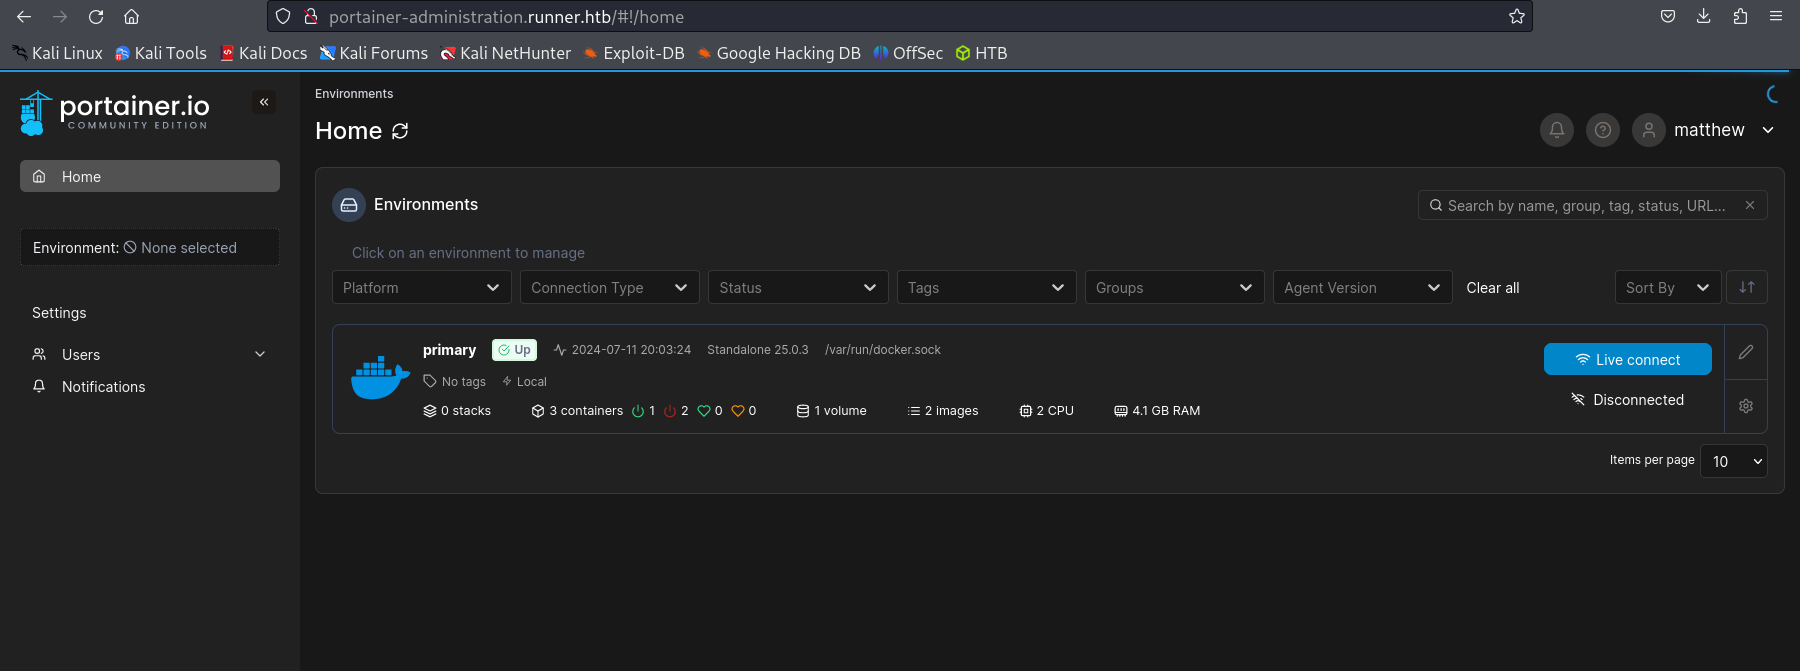 portainer-administration.runner.htb/#!/home
Kali Linux Kali Tools Kali Docs Kali Forums Kali NetHunter Exploit-DB Google Hacking DB OffSec HTB
portainer.io
COMMUNITY EDITION
Home
Environment: None selected
Settings
Users
Notifications
Environments
Home
matthew
Environments
Search by name, group, tag, status, URL...
Click on an environment to manage
Platform Connection Type Status Tags Groups Agent Version Clear all Sort By
primary Up 2024-07-11 20:03:24 Standalone 25.0.3 /var/run/docker.sock
No tags Local
0 stacks 3 containers 1 2 0 0 1 volume 2 images 2 CPU 4.1 GB RAM
Live connect
Disconnected
Items per page 10